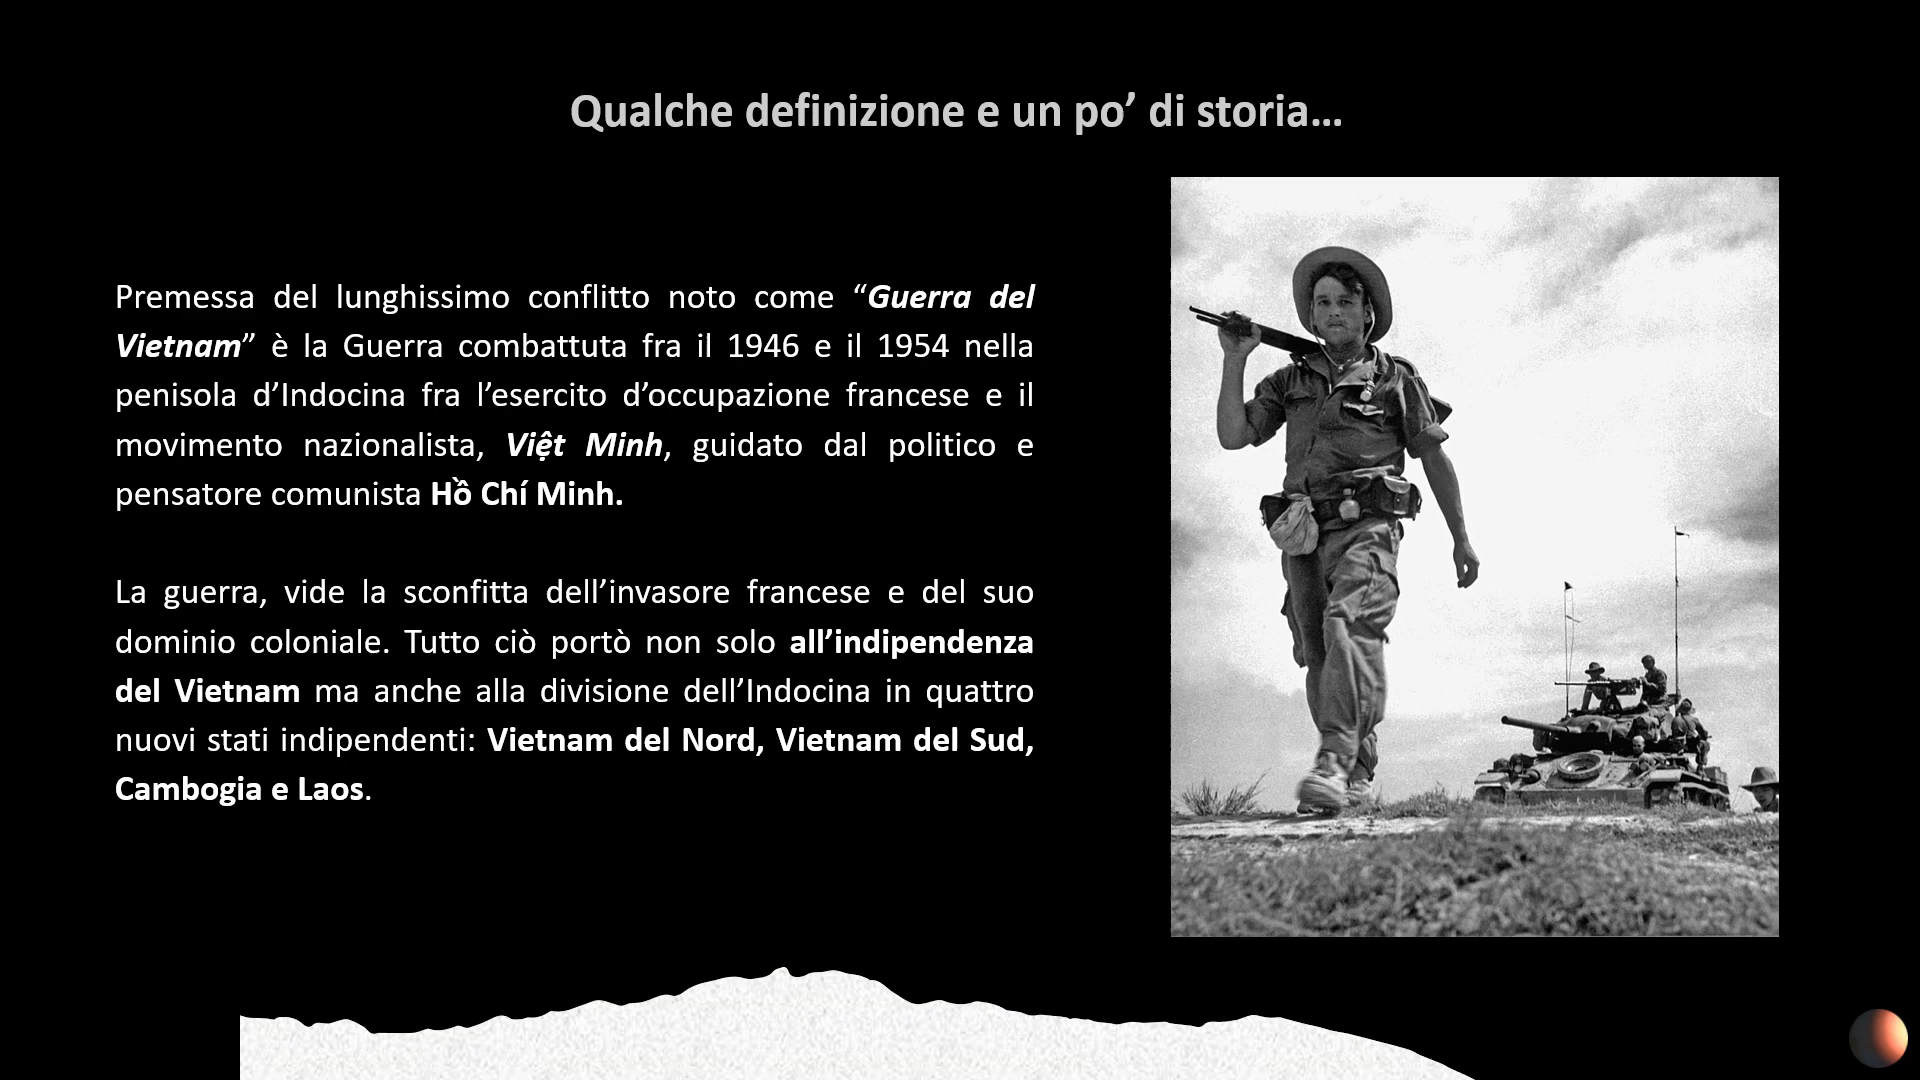 Qualche definizione e un po’ di storia…
Premessa del lunghissimo conflitto noto come “Guerra del
Vietnam” è la Guerra combattuta fra il 1946 e il 1954 nella
penisola d’Indocina fra l’esercito d’occupazione francese e il
movimento nazionalista, Việt Minh, guidato dal politico e
pensatore comunista Hồ Chí Minh.
La guerra, vide la sconfitta dell’invasore francese e del suo
dominio coloniale. Tutto ciò portò non solo all’indipendenza
del Vietnam ma anche alla divisione dell’Indocina in quattro
nuovi stati indipendenti: Vietnam del Nord, Vietnam del Sud,
Cambogia e Laos.